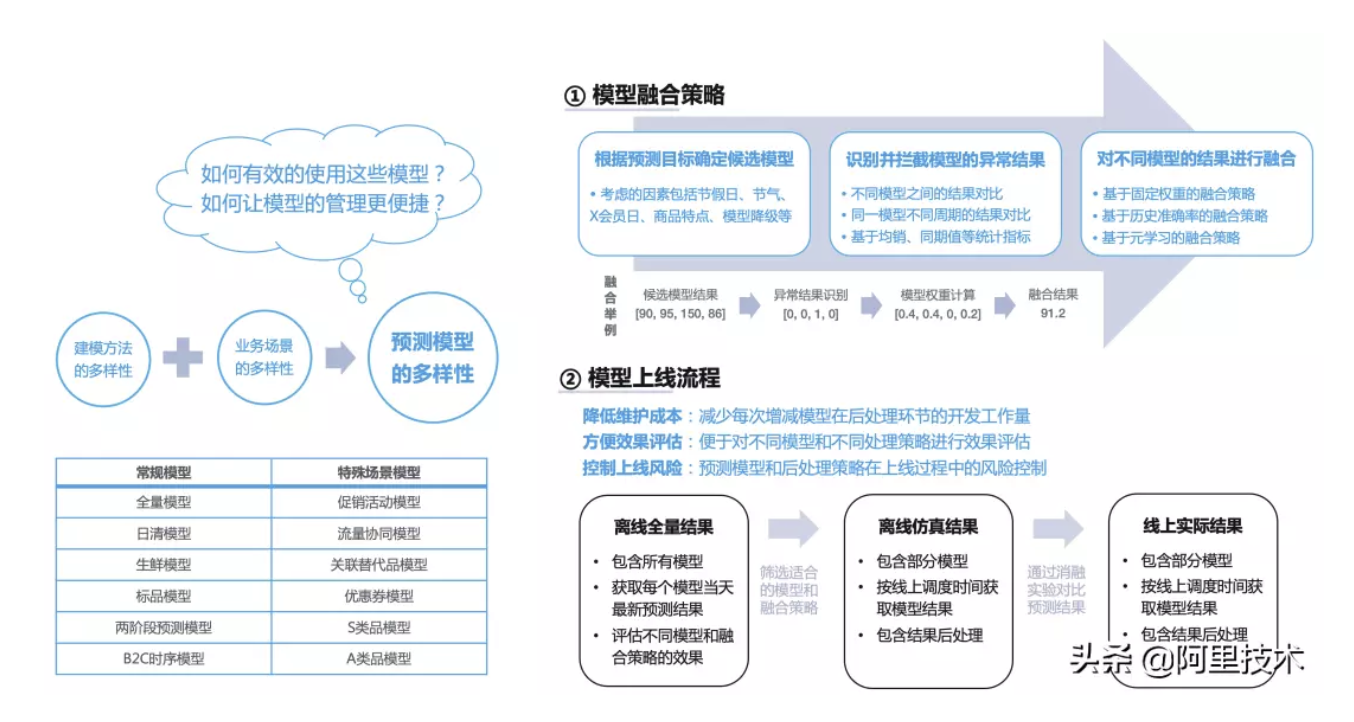 如何有效的使用这些模型？
如何让模型的管理更便捷？
建模方法
的多样性
业务场景
的多样性
预测模型
的多样性
常规模型 特殊场景模型
全量模型 促销活动模型
日清模型 流量协同模型
生鲜模型 关联替代品模型
标品模型 优惠券模型
两阶段预测模型 S类品模型
B2C时序模型 A类品模型
① 模型融合策略
根据预测目标确定候选模型
• 考虑的因素包括节假日、节气、
X会员日、商品特点、模型降级等
识别并拦截模型的异常结果
• 不同模型之间的结果对比
• 同一模型不同周期的结果对比
• 基于均销、同期值等统计指标
对不同模型的结果进行融合
• 基于固定权重的融合策略
• 基于历史准确率的融合策略
• 基于元学习的融合策略
融
合
举
例
候选模型结果
[90, 95, 150, 86]
异常结果识别
[0, 0, 1, 0]
模型权重计算
[0.4, 0.4, 0, 0.2]
融合结果
91.2
② 模型上线流程
降低维护成本：减少每次增减模型在后处理环节的开发工作量
方便效果评估：便于对不同模型和不同处理策略进行效果评估
控制上线风险：预测模型和后处理策略在上线过程中的风险控制
离线全量结果
• 包含所有模型
• 获取每个模型当天
最新预测结果
• 评估不同模型和融
合策略的效果
筛选适合
的模型和
融合策略
离线仿真结果
• 包含部分模型
• 按线上调度时间获
取模型结果
• 包含结果后处理
通过消融
实验对比
预测结果
线上实际结果
• 包含部分模型
• 按线上调度时间获
取模型结果
• 包含结果后处理
头条 @阿里技术